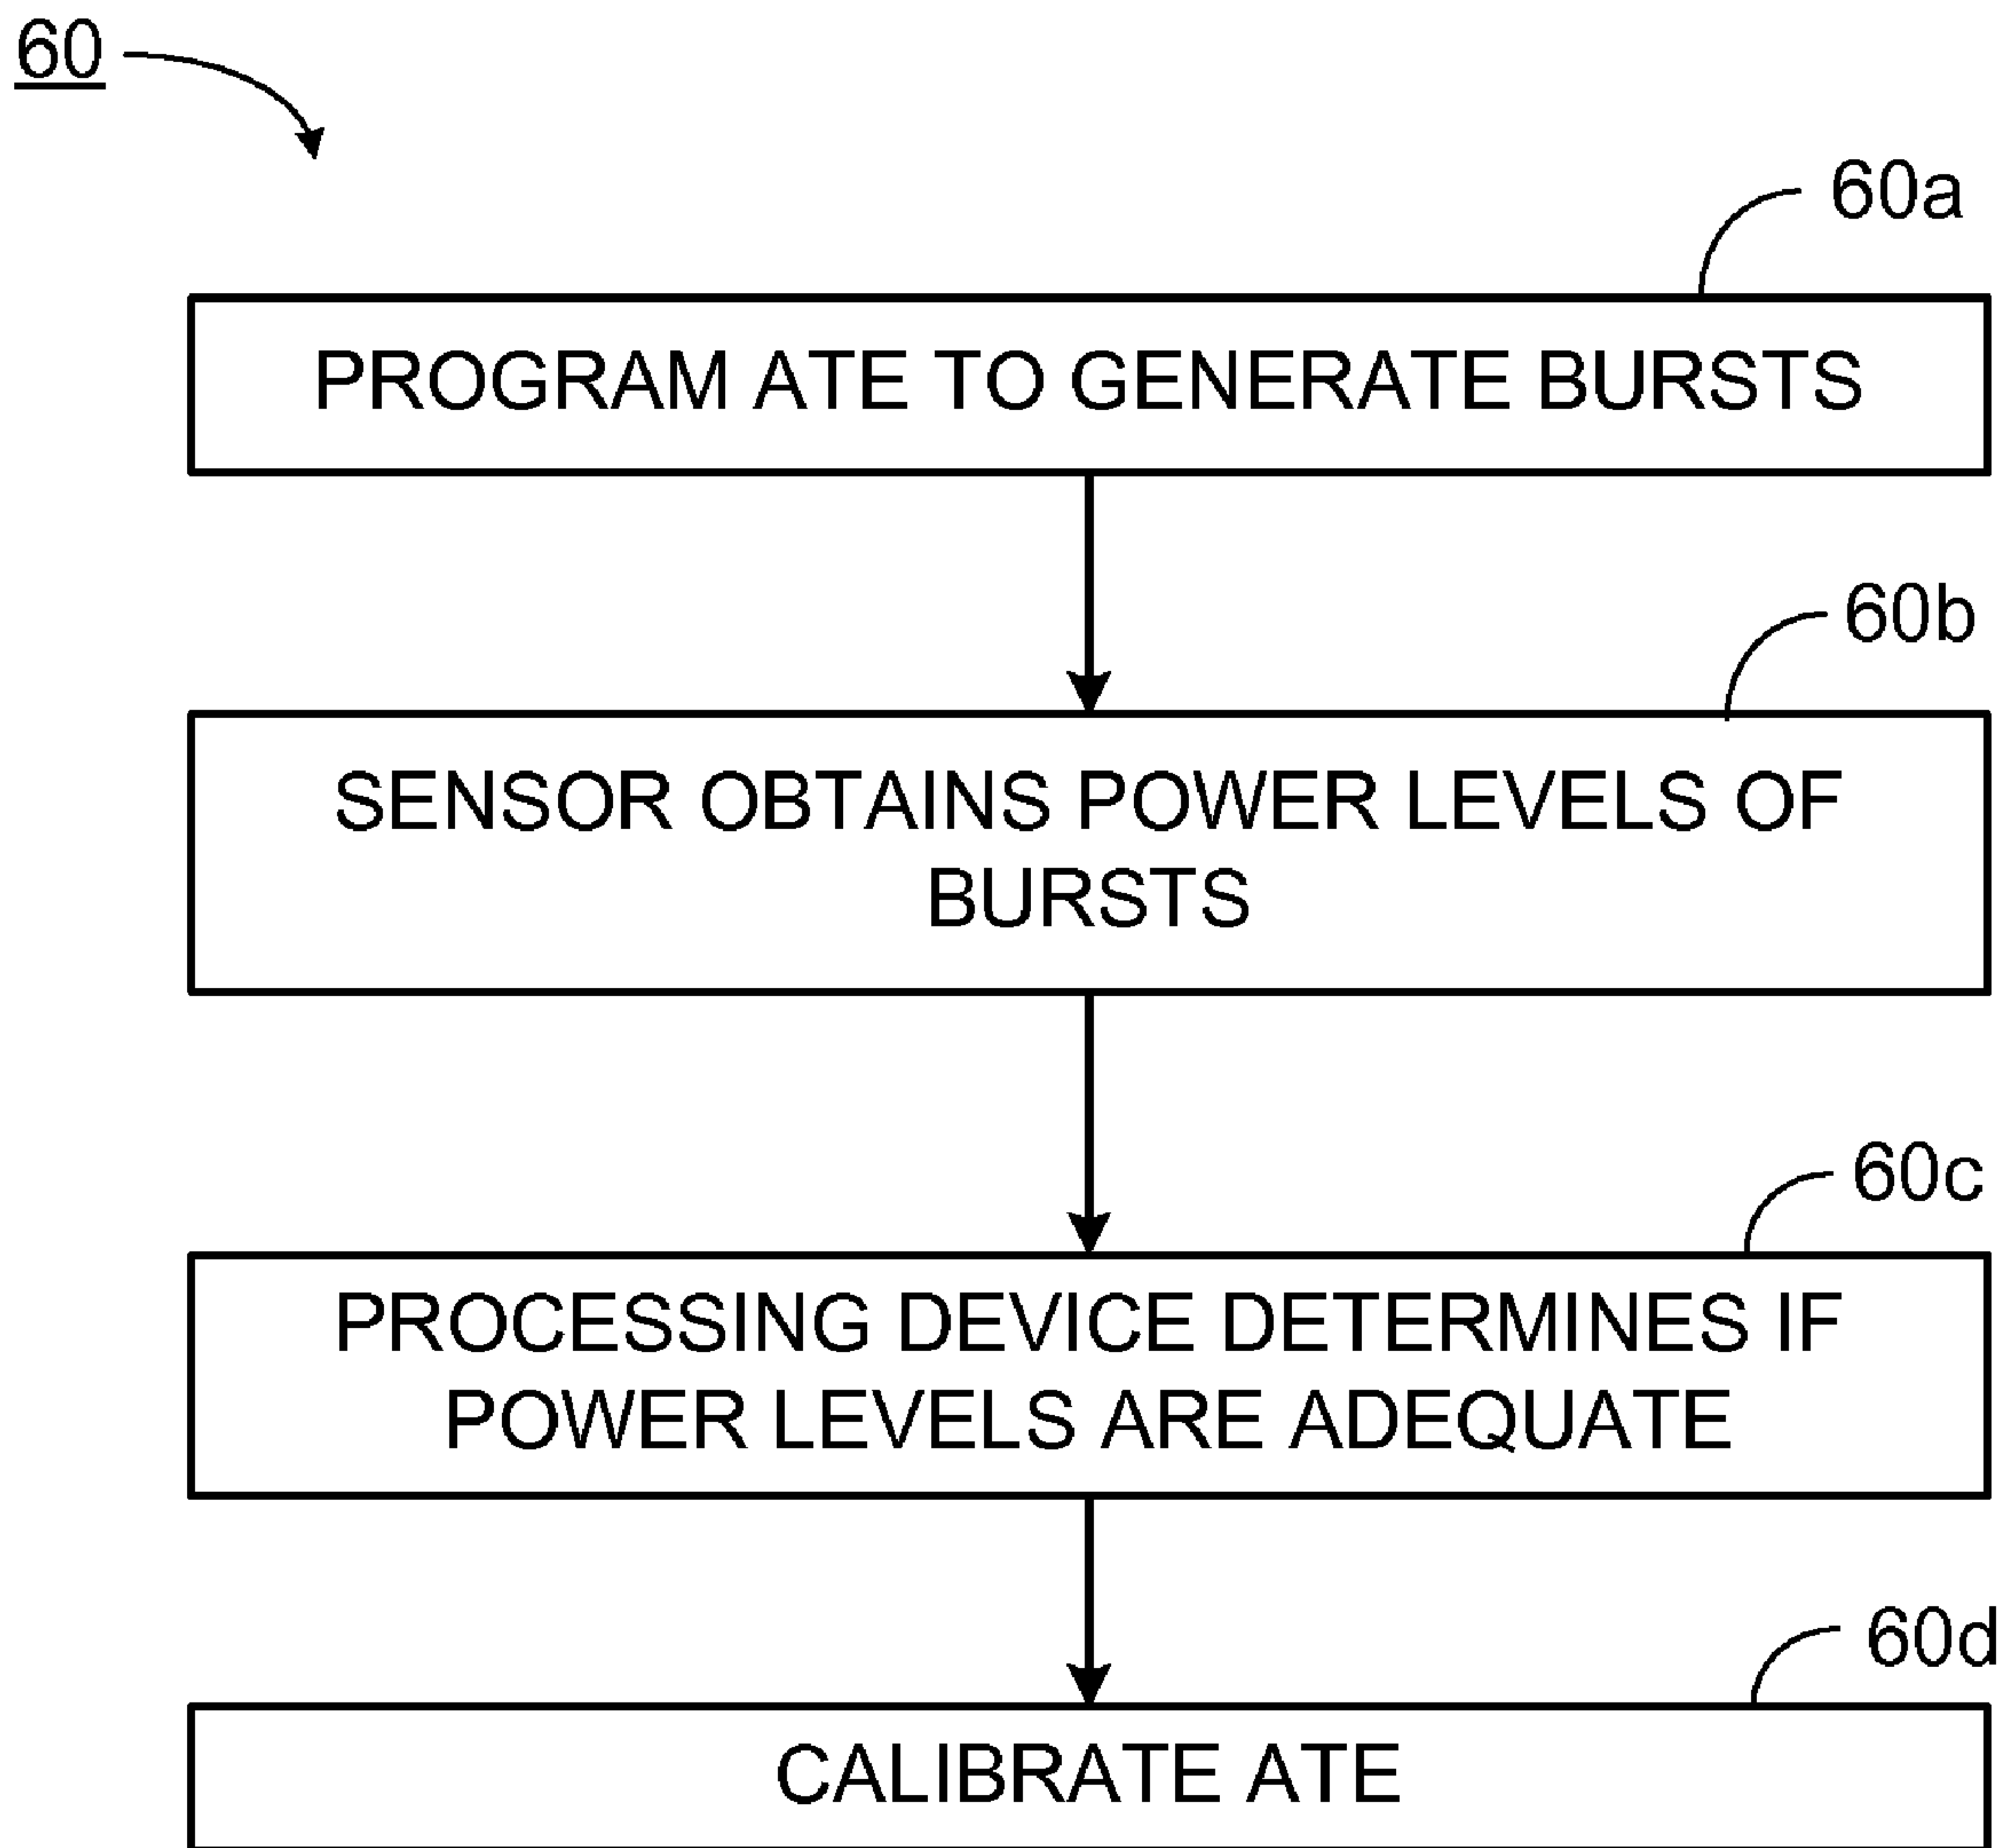 60
60a
PROGRAM ATE TO GENERATE BURSTS
60b
SENSOR OBTAINS POWER LEVELS OF
BURSTS
60c
PROCESSING DEVICE DETERMINES IF
POWER LEVELS ARE ADEQUATE
60d
CALIBRATE ATE